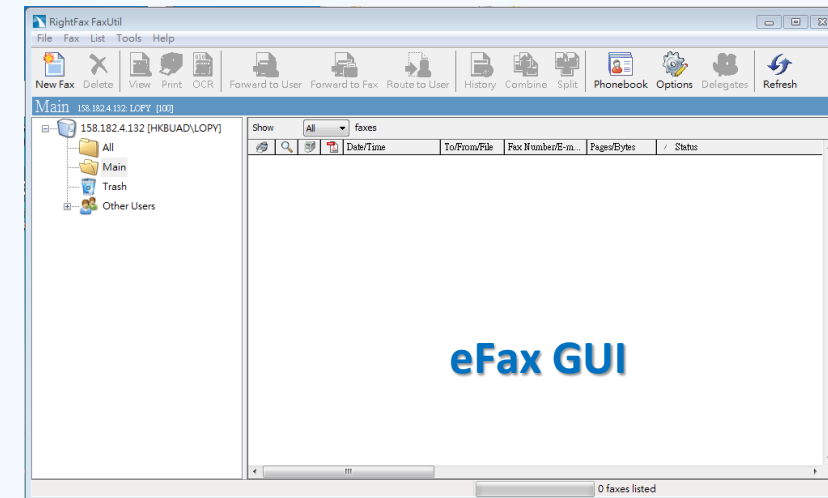 RightFax FaxUtil
File Fax List Tools Help
New Fax Delete View Print OCR Forward to User Forward to Fax Route to User History Combine Split Phonebook Options Delegates Refresh
Main 158.182.4.132: LOPY [100]
158.182.4.132 [HKBUAD\LOPY]
All
Main
Trash
Other Users
Show All faxes
Date/Time To/From/File Fax Number/E-m... Pages/Bytes / Status
eFax GUI
0 faxes listed